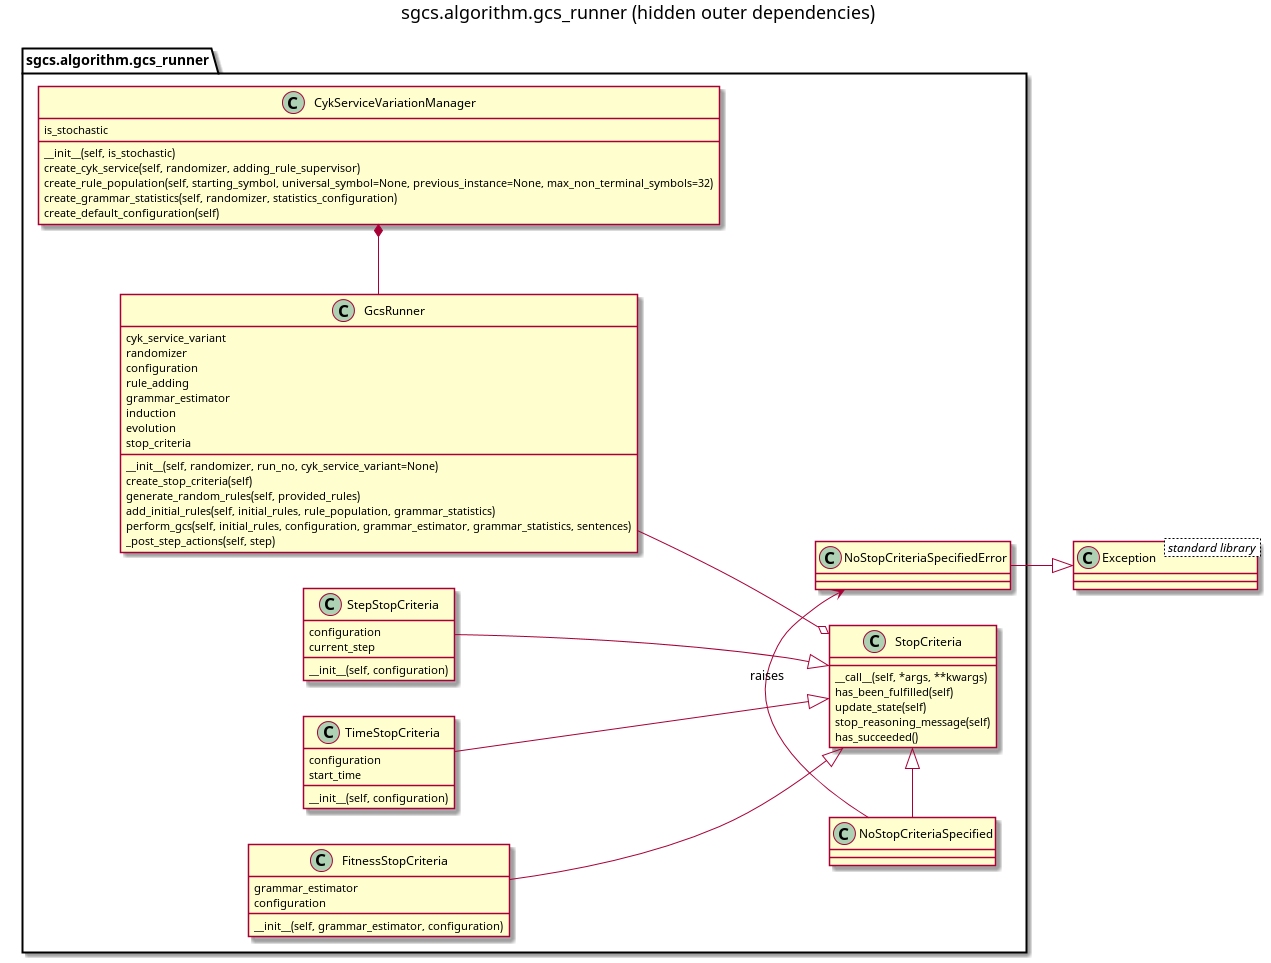 sgcs.algorithm.gcs_runner (hidden outer dependencies)
sgcs.algorithm.gcs_runner
C CykServiceVariationManager
is_stochastic
__init__(self, is_stochastic)
create_cyk_service(self, randomizer, adding_rule_supervisor)
create_rule_population(self, starting_symbol, universal_symbol=None, previous_instance=None, max_non_terminal_symbols=32)
create_grammar_statistics(self, randomizer, statistics_configuration)
create_default_configuration(self)
C GcsRunner
cyk_service_variant
randomizer
configuration
rule_adding
grammar_estimator
induction
evolution
stop_criteria
__init__(self, randomizer, run_no, cyk_service_variant=None)
create_stop_criteria(self)
generate_random_rules(self, provided_rules)
add_initial_rules(self, initial_rules, rule_population, grammar_statistics)
perform_gcs(self, initial_rules, configuration, grammar_estimator, grammar_statistics, sentences)
_post_step_actions(self, step)
C NoStopCriteriaSpecifiedError
C Exception
standard library
C StepStopCriteria
configuration
current_step
__init__(self, configuration)
C StopCriteria
__call__(self, *args, **kwargs)
has_been_fulfilled(self)
update_state(self)
stop_reasoning_message(self)
has_succeeded()
raises
C TimeStopCriteria
configuration
start_time
__init__(self, configuration)
C NoStopCriteriaSpecified
C FitnessStopCriteria
grammar_estimator
configuration
__init__(self, grammar_estimator, configuration)